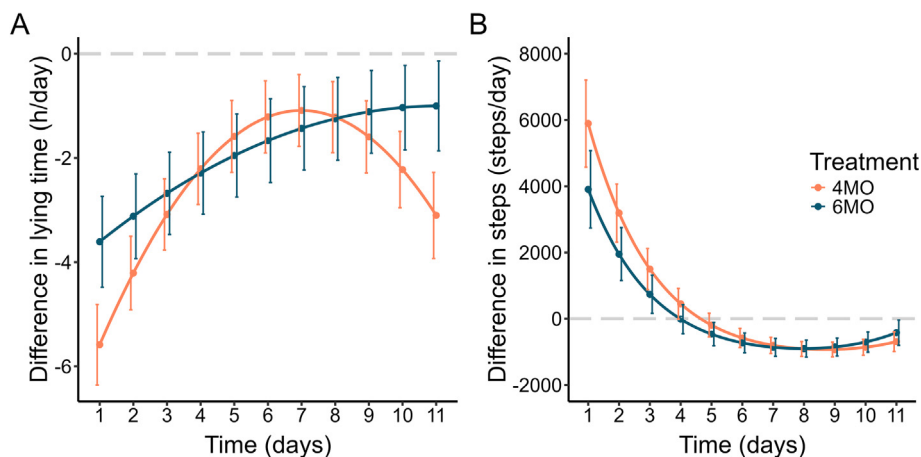 A
Difference in lying time (h/day)
0
-2
-4
-6
1 2 3 4 5 6 7 8 9 10 11
Time (days)
B
Difference in steps (steps/day)
8000
6000
4000
2000
0
-2000
1 2 3 4 5 6 7 8 9 10 11
Time (days)
Treatment
4MO
6MO